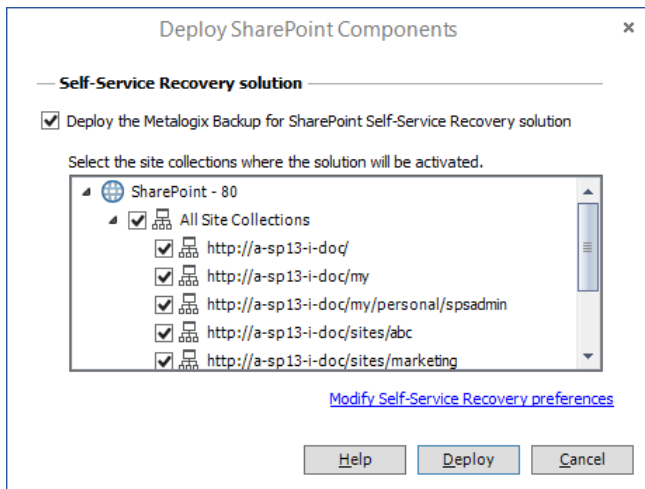 Deploy SharePoint Components
Self-Service Recovery solution
Deploy the Metalogix Backup for SharePoint Self-Service Recovery solution
Select the site collections where the solution will be activated.
SharePoint - 80
All Site Collections
http://a-sp13-i-doc/
http://a-sp13-i-doc/my
http://a-sp13-i-doc/my/personal/spsadmin
http://a-sp13-i-doc/sites/abc
http://a-sp13-i-doc/sites/marketing
Modify Self-Service Recovery preferences
Help Deploy Cancel